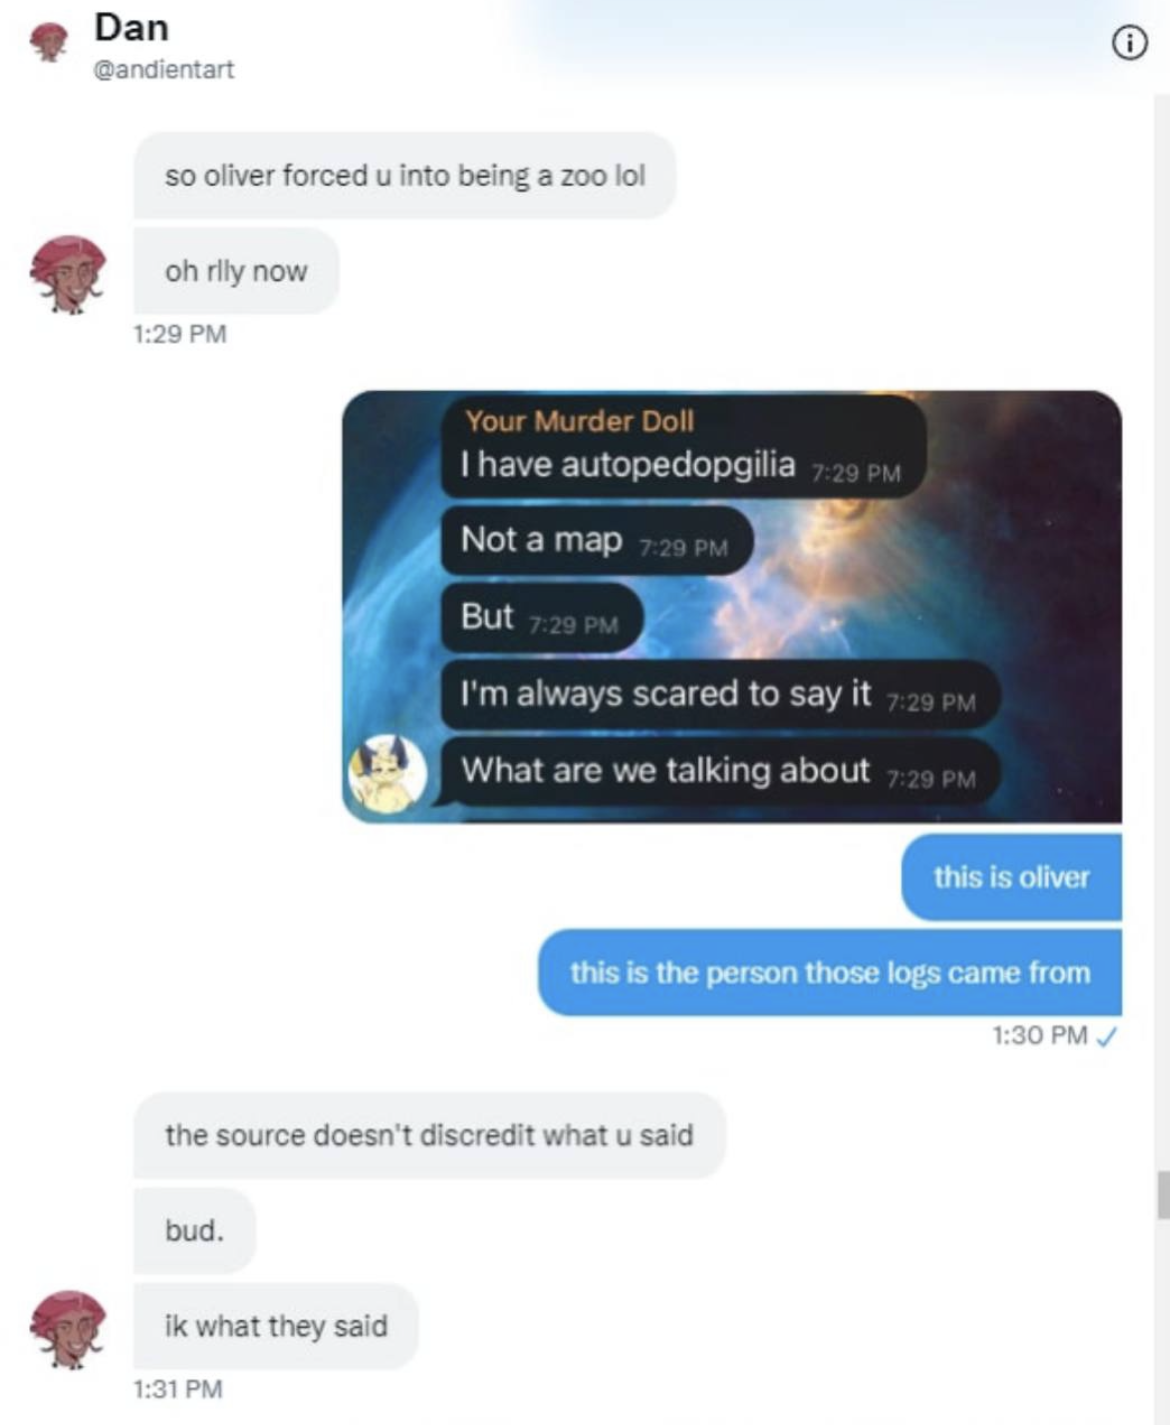 Dan
@andientart
so oliver forced u into being a zoo lol
oh rlly now
1:29 PM
Your Murder Doll
I have autopedopgilia 7:29 PM
Not a map 7:29 PM
But 7:29 PM
I'm always scared to say it 7:29 PM
What are we talking about 7:29 PM
this is oliver
this is the person those logs came from
1:30 PM
the source doesn't discredit what u said
bud.
ik what they said
1:31 PM